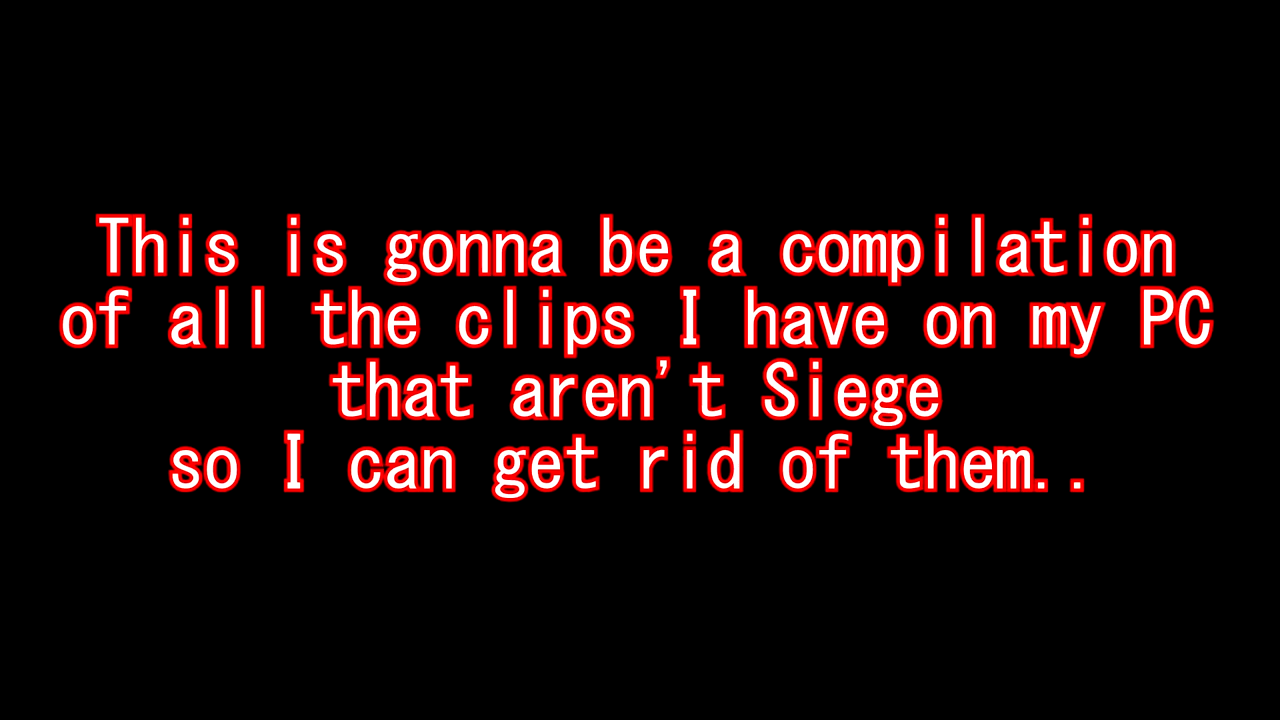 This is gonna be a compilation
of all the clips I have on my PC
that aren't Siege
so I can get rid of them..